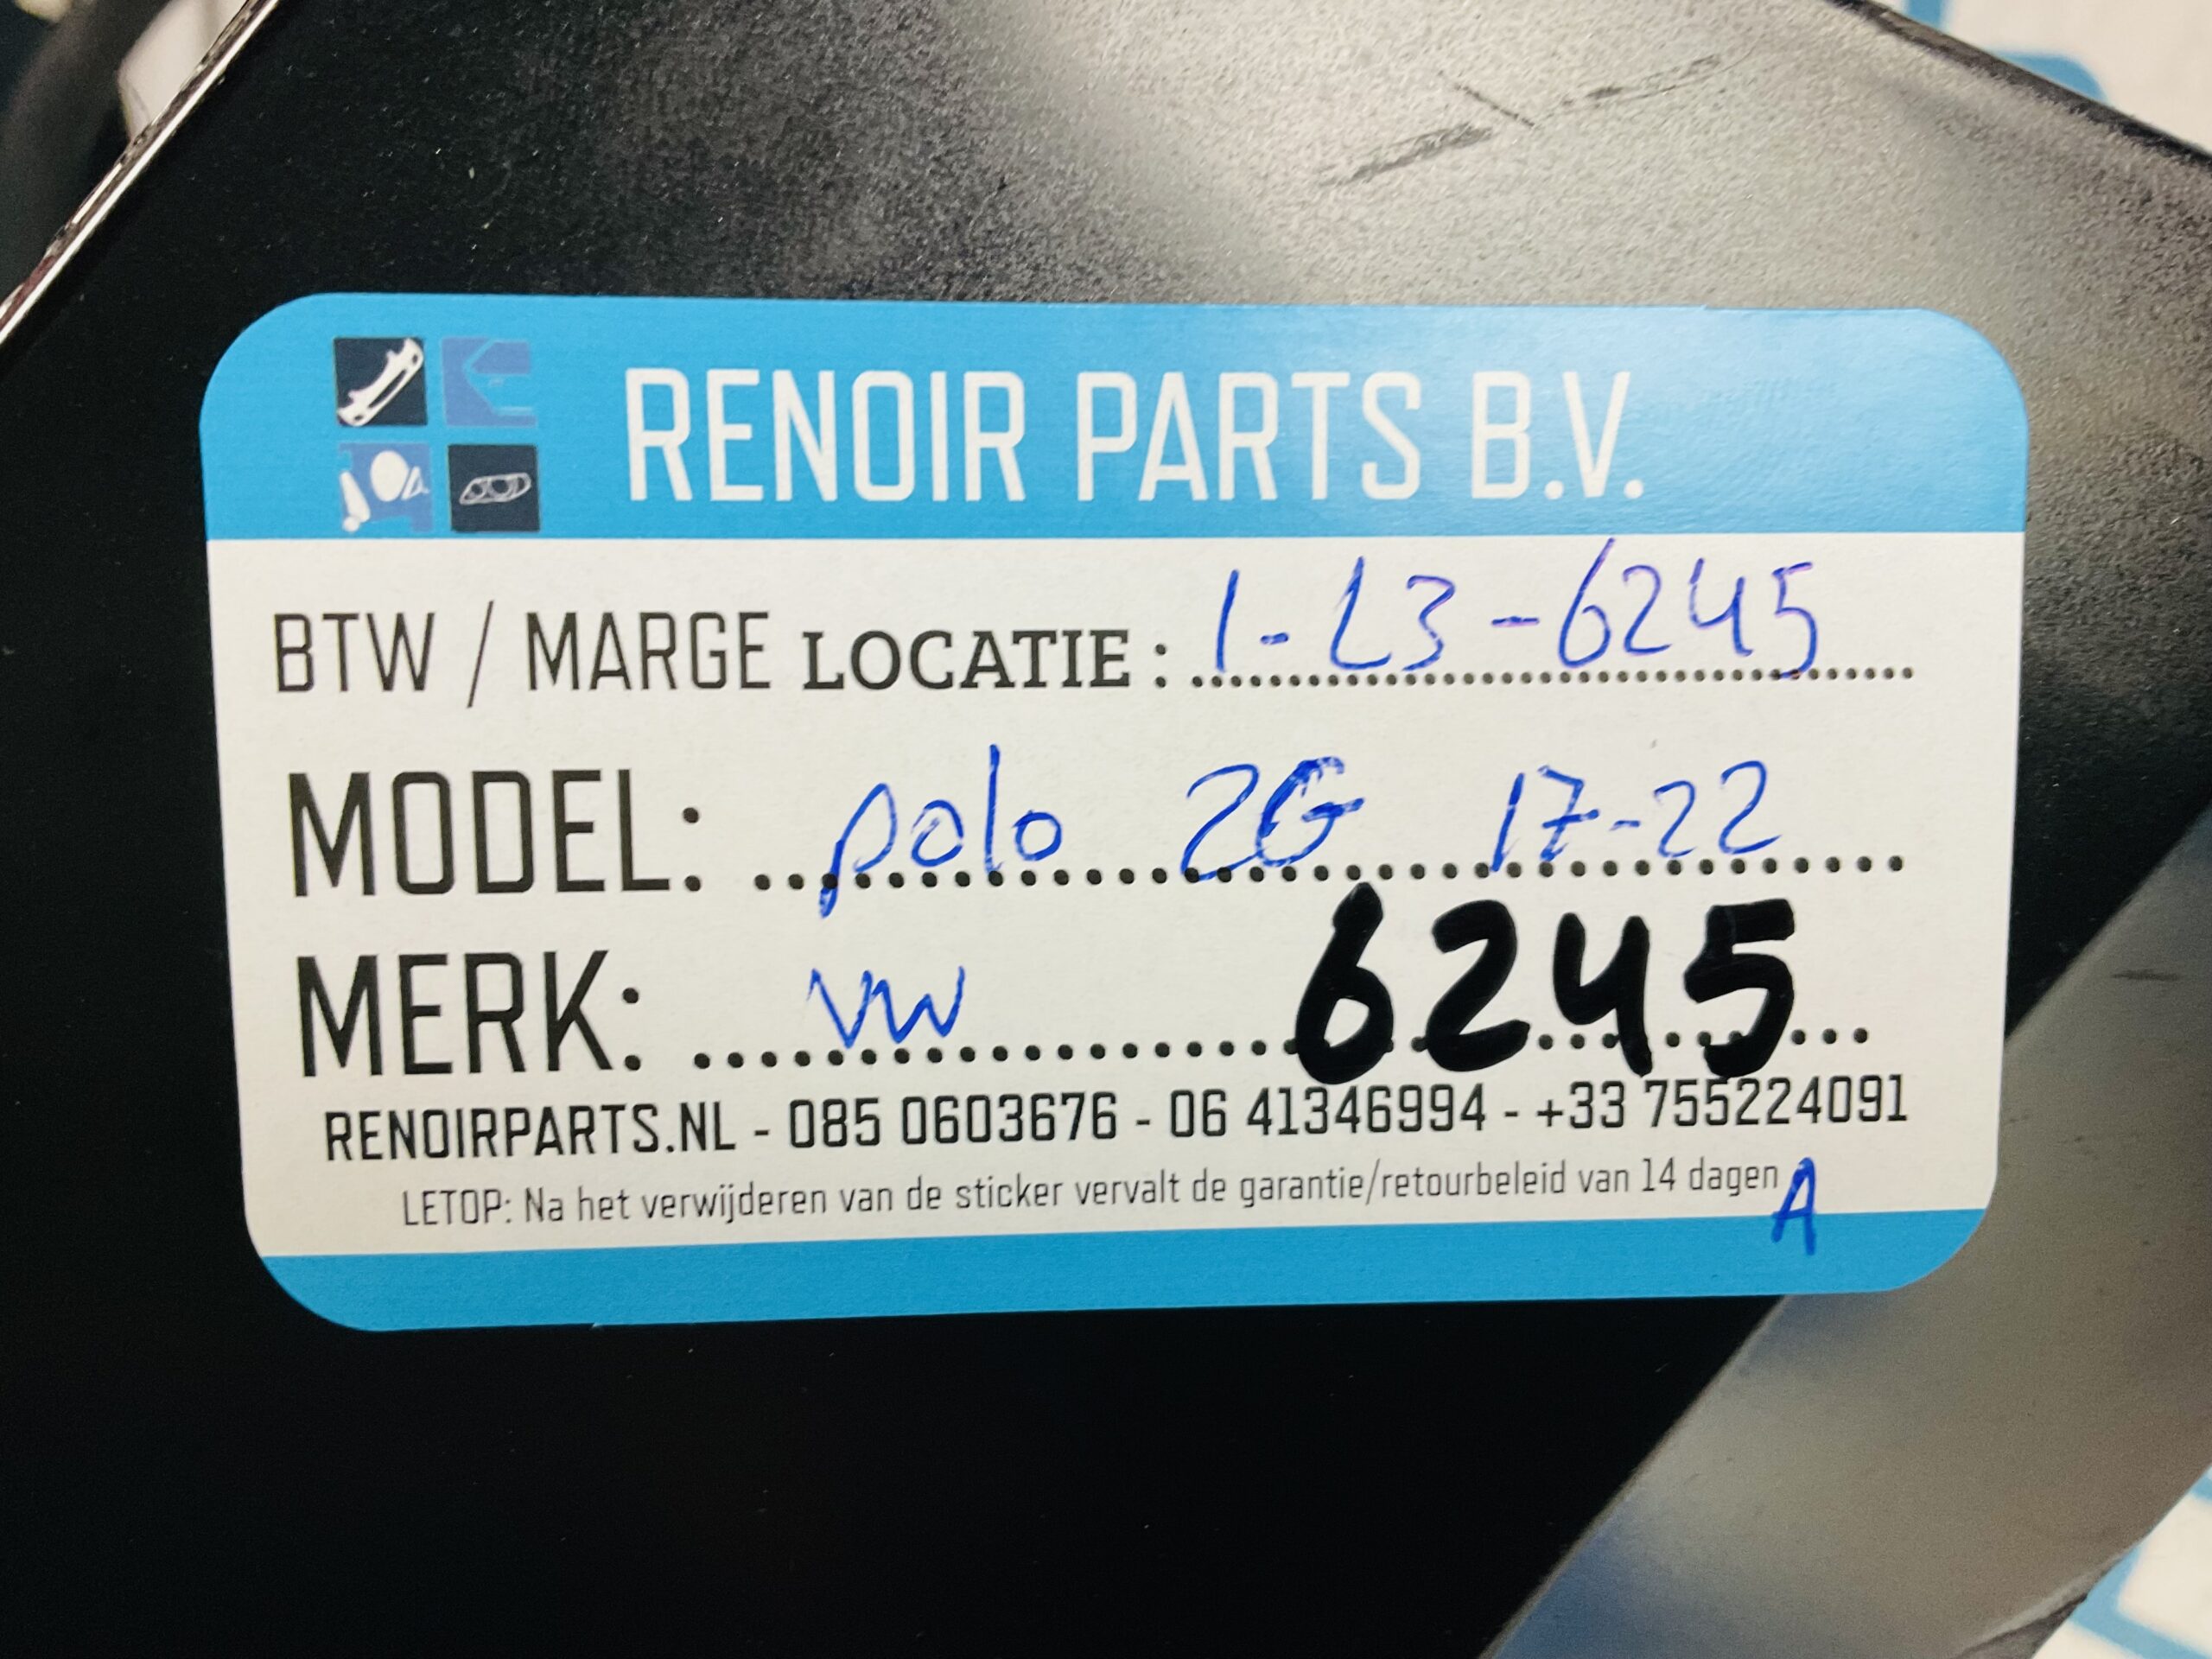 RENOIR PARTS B.V.
BTW / MARGE LOCATIE : 1-L3-6245
MODEL: polo 2G 17-22
MERK: VW 6245
RENOIRPARTS.NL - 085 0603676 - 06 41346994 - +33 755224091
LETOP: Na het verwijderen van de sticker vervalt de garantie/retourbeleid van 14 dagen A